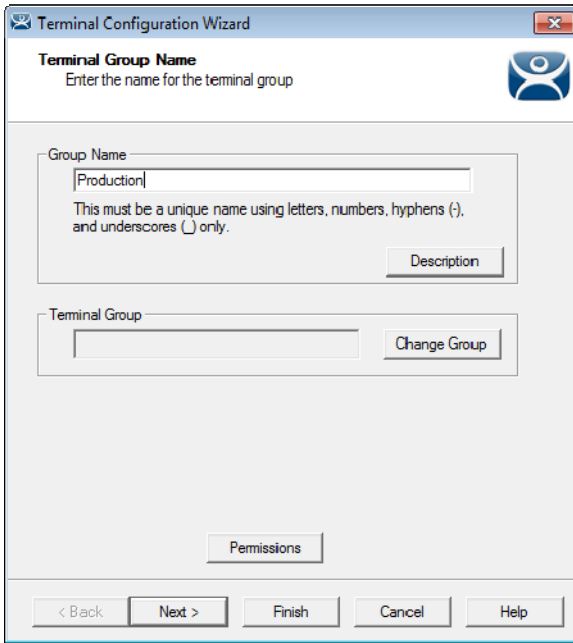 Terminal Configuration Wizard
Terminal Group Name
Enter the name for the terminal group
Group Name
Production
This must be a unique name using letters, numbers, hyphens (-),
and underscores (_) only.
Description
Terminal Group
Change Group
Permissions
< Back Next > Finish Cancel Help